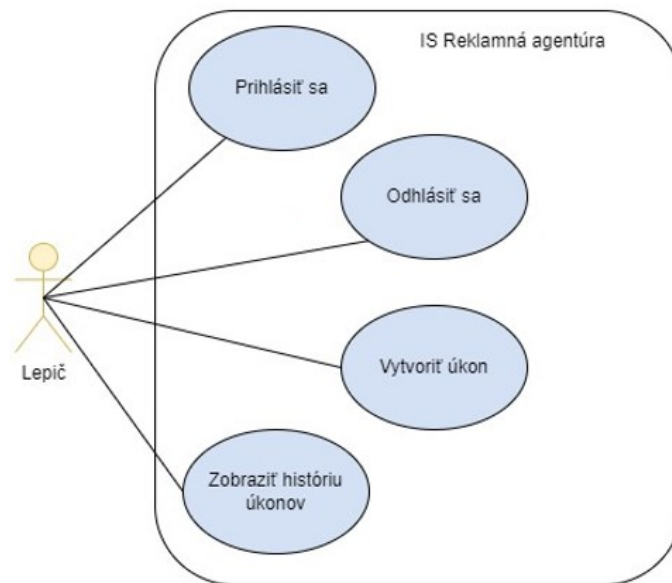 IS Reklamná agentúra
Prihlásiť sa
Odhlásiť sa
Lepič
Vytvoriť úkon
Zobraziť históriu
úkonov